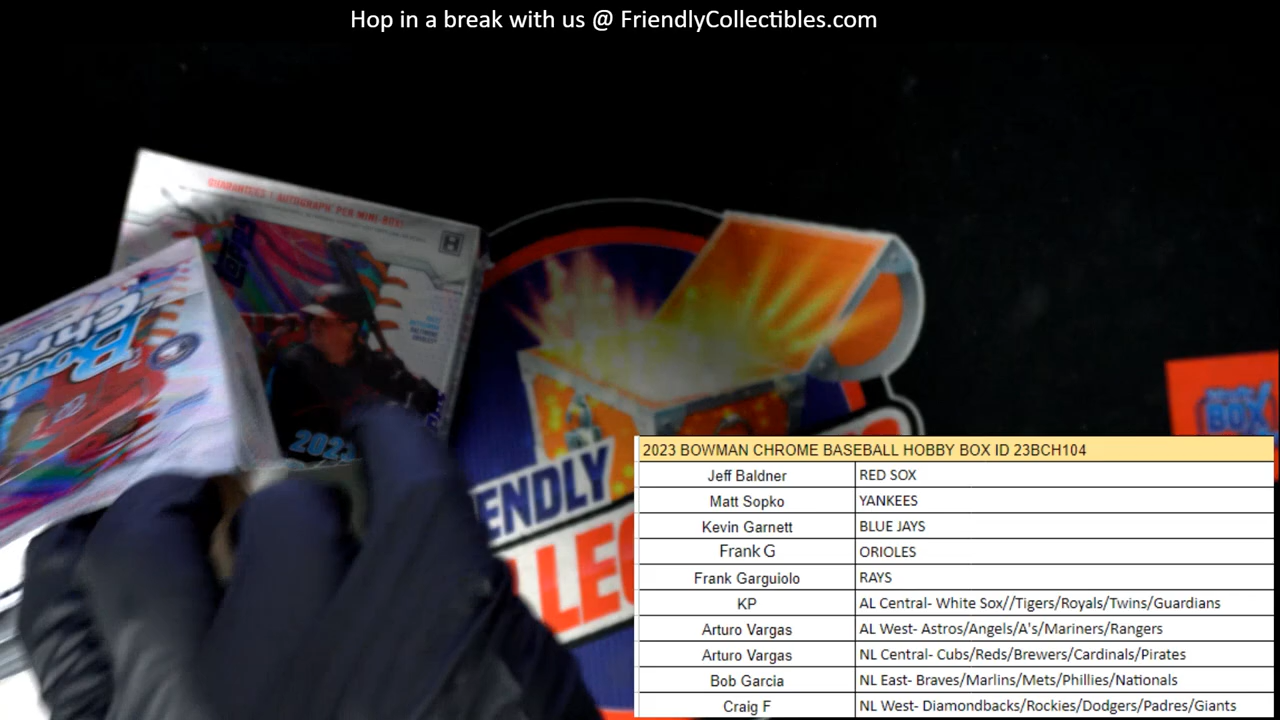 Hop in a break with us @ FriendlyCollectibles.com
GUARANTEES 1 AUTOGRAPH PER MINI-BOX!
H
2023
BOX
ENDLY
LLEC
2023 BOWMAN CHROME BASEBALL HOBBY BOX ID 23BCH104
Jeff Baldner RED SOX
Matt Sopko YANKEES
Kevin Garnett BLUE JAYS
Frank G ORIOLES
Frank Garguiolo RAYS
KP AL Central- White Sox//Tigers/Royals/Twins/Guardians
Arturo Vargas AL West- Astros/Angels/A's/Mariners/Rangers
Arturo Vargas NL Central- Cubs/Reds/Brewers/Cardinals/Pirates
Bob Garcia NL East- Braves/Marlins/Mets/Phillies/Nationals
Craig F NL West- Diamondbacks/Rockies/Dodgers/Padres/Giants